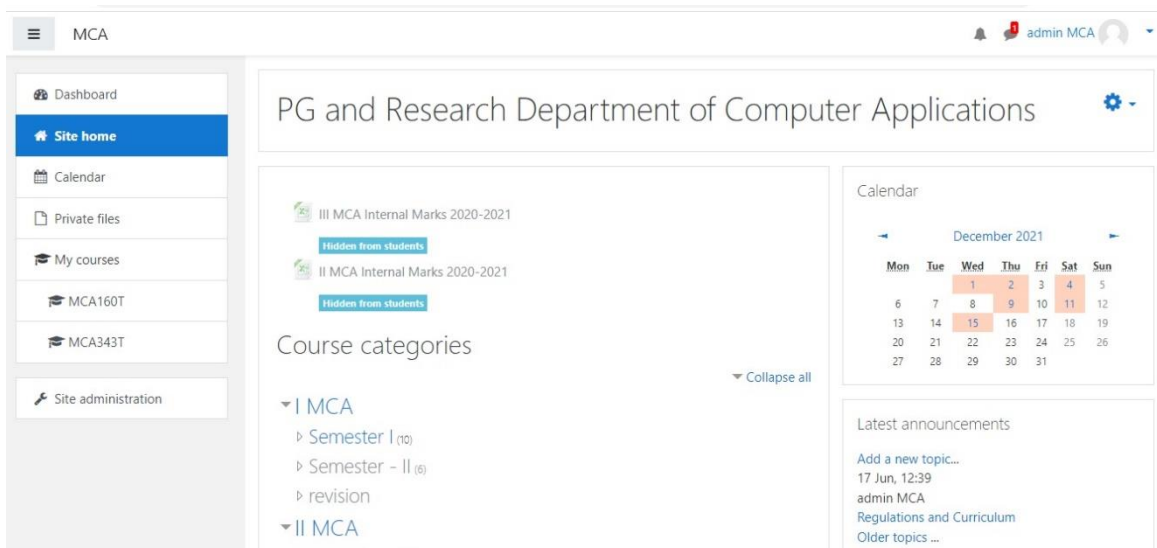 MCA
1
admin MCA
Dashboard
Site home
Calendar
Private files
My courses
MCA160T
MCA343T
Site administration
PG and Research Department of Computer Applications
III MCA Internal Marks 2020-2021
Hidden from students
II MCA Internal Marks 2020-2021
Hidden from students
Course categories
Collapse all
I MCA
Semester I (10)
Semester - II (6)
revision
II MCA
Calendar
December 2021
Mon Tue Wed Thu Fri Sat Sun
1 2 3 4 5
6 7 8 9 10 11 12
13 14 15 16 17 18 19
20 21 22 23 24 25 26
27 28 29 30 31
Latest announcements
Add a new topic...
17 Jun, 12:39
admin MCA
Regulations and Curriculum
Older topics ...